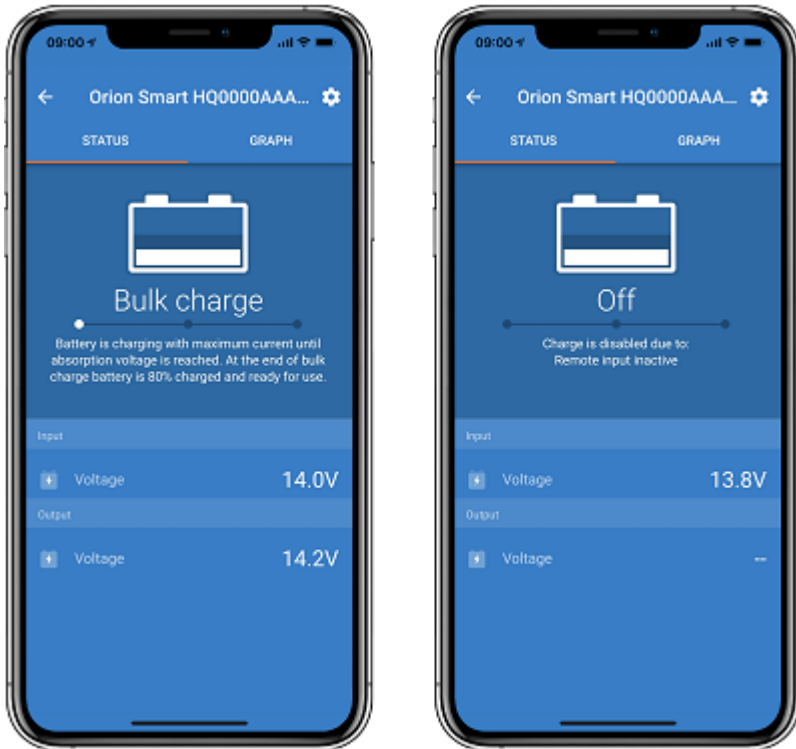 09:00
Orion Smart HQ0000AAA...
STATUS GRAPH
Bulk charge
Battery is charging with maximum current until
absorption voltage is reached. At the end of bulk
charge battery is 80% charged and ready for use.
Input
Voltage 14.0V
Output
Voltage 14.2V
09:00
Orion Smart HQ0000AAA...
STATUS GRAPH
Off
Charge is disabled due to:
Remote input inactive
Input
Voltage 13.8V
Output
Voltage --